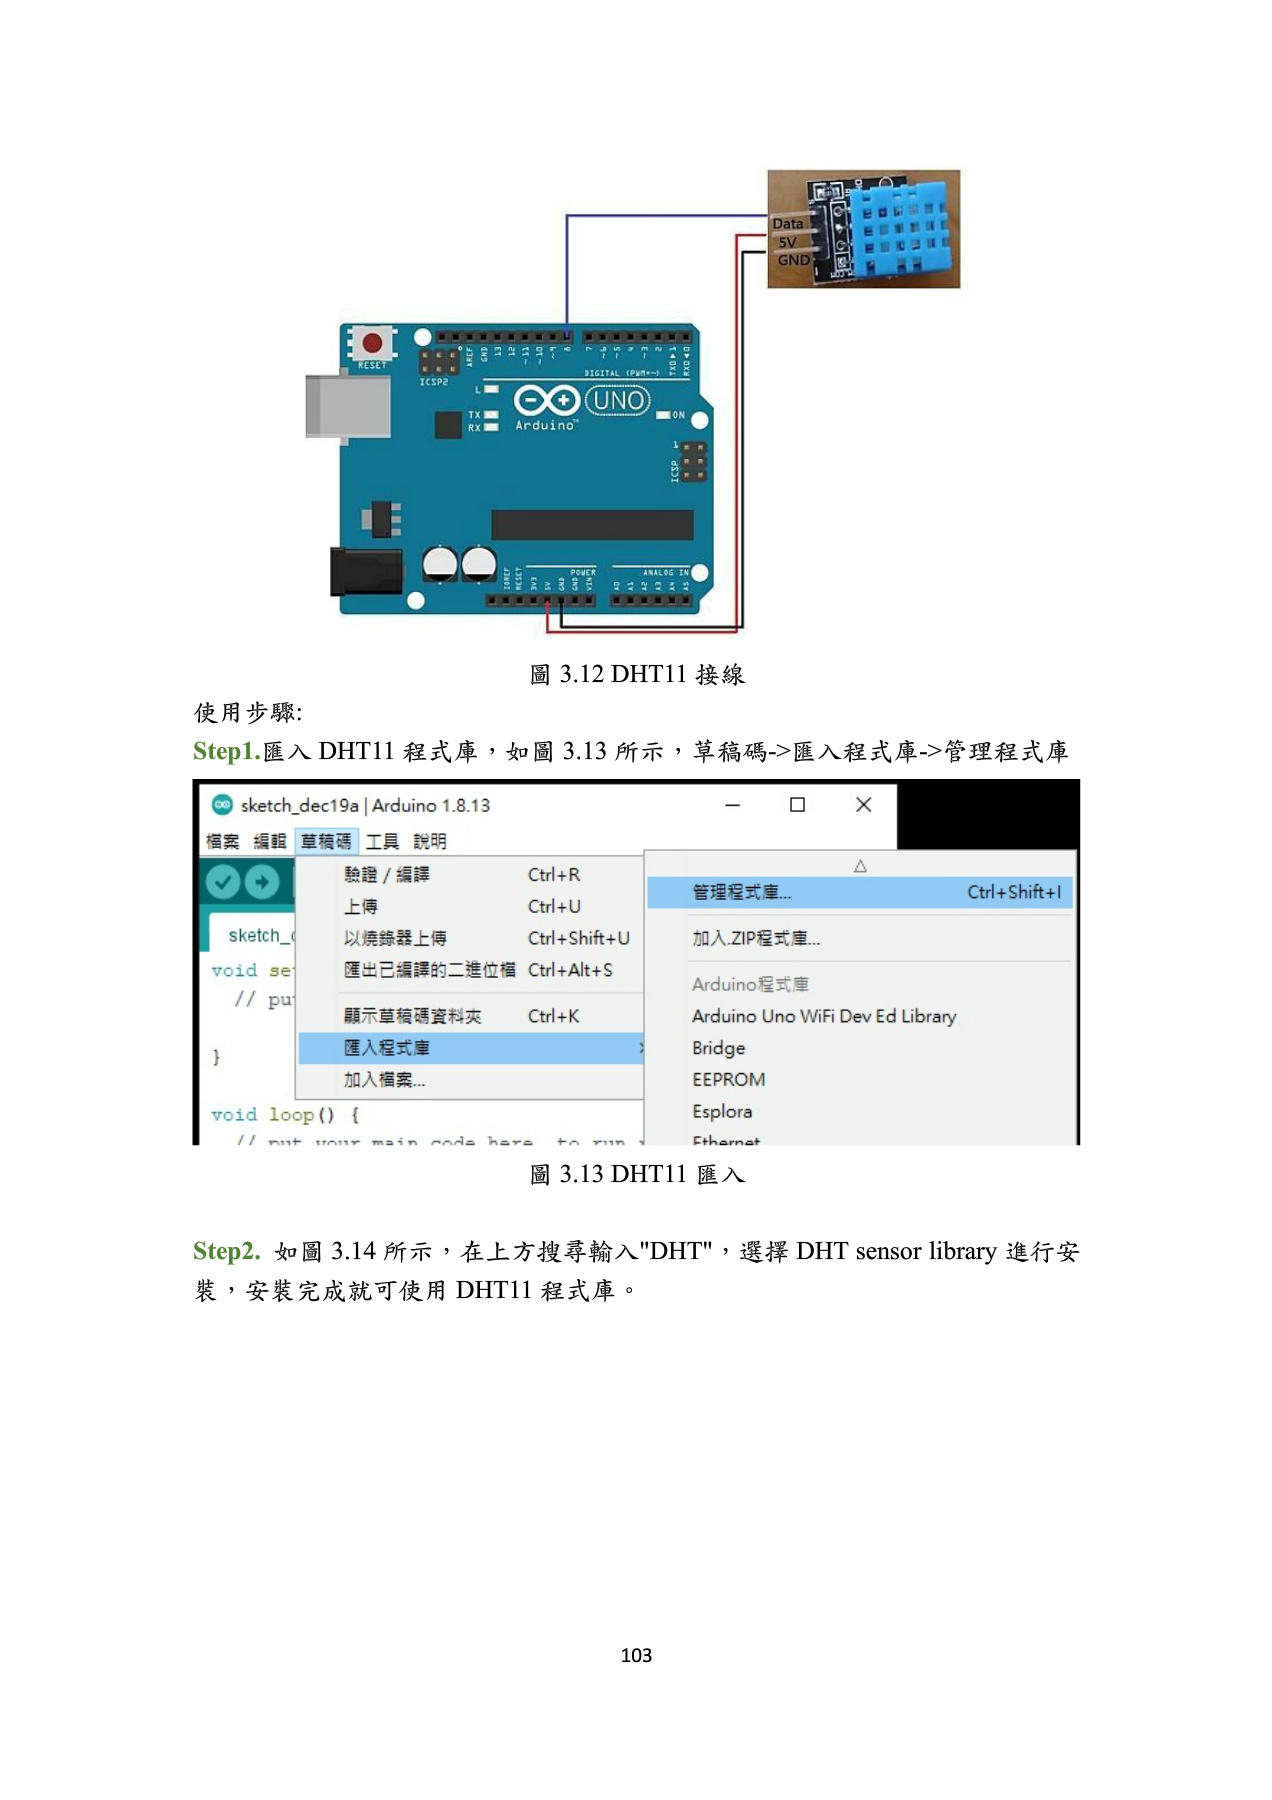 Data
5V
GND
RESET
ICSP2
AREF
GND
13
12
~11
~10
~9
8
7
~6
~5
4
~3
2
TX0▶1
RX0◀0
DIGITAL (PWM=~)
L
TX
RX
UNO
Arduino™
ON
1
ICSP
IOREF
RESET
3V3
5V
GND
GND
VIN
POWER
ANALOG IN
A0
A1
A2
A3
A4
A5
圖 3.12 DHT11 接線
使用步驟:
Step1.匯入 DHT11 程式庫，如圖 3.13 所示，草稿碼->匯入程式庫->管理程式庫
sketch_dec19a | Arduino 1.8.13
檔案 編輯 草稿碼 工具 說明
驗證 / 編譯 Ctrl+R
上傳 Ctrl+U
以燒錄器上傳 Ctrl+Shift+U
匯出已編譯的二進位檔 Ctrl+Alt+S
顯示草稿碼資料夾 Ctrl+K
匯入程式庫
加入檔案...
管理程式庫... Ctrl+Shift+I
加入.ZIP程式庫...
Arduino程式庫
Arduino Uno WiFi Dev Ed Library
Bridge
EEPROM
Esplora
Ethernet
sketch_
void se
// pu
}
void loop() {
// put your main code here, to run
圖 3.13 DHT11 匯入
Step2. 如圖 3.14 所示，在上方搜尋輸入"DHT"，選擇 DHT sensor library 進行安
裝，安裝完成就可使用 DHT11 程式庫。
103